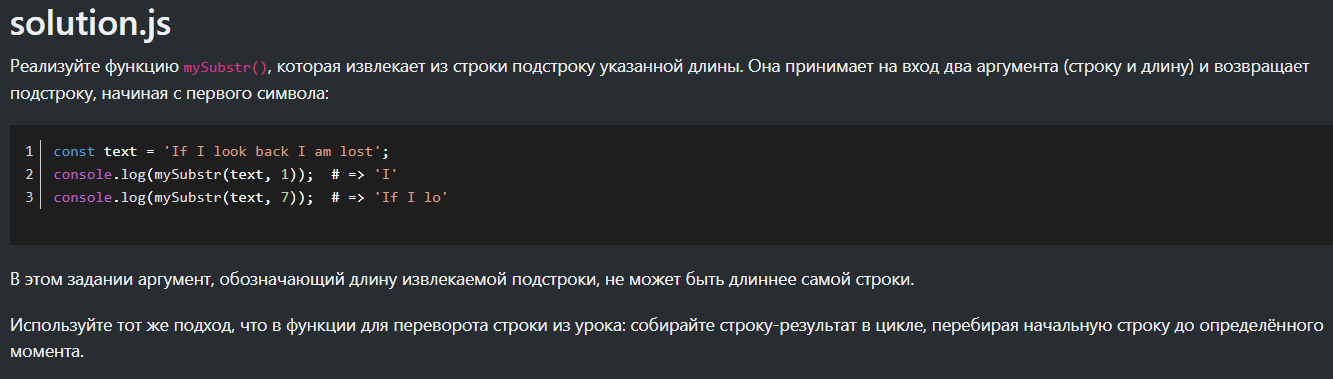 solution.js
Реализуйте функцию mySubstr(), которая извлекает из строки подстроку указанной длины. Она принимает на вход два аргумента (строку и длину) и возвращает
подстроку, начиная с первого символа:
1 const text = 'If I look back I am lost';
2 console.log(mySubstr(text, 1));  # => 'I'
3 console.log(mySubstr(text, 7));  # => 'If I lo'
В этом задании аргумент, обозначающий длину извлекаемой подстроки, не может быть длиннее самой строки.
Используйте тот же подход, что в функции для переворота строки из урока: собирайте строку-результат в цикле, перебирая начальную строку до определённого
момента.